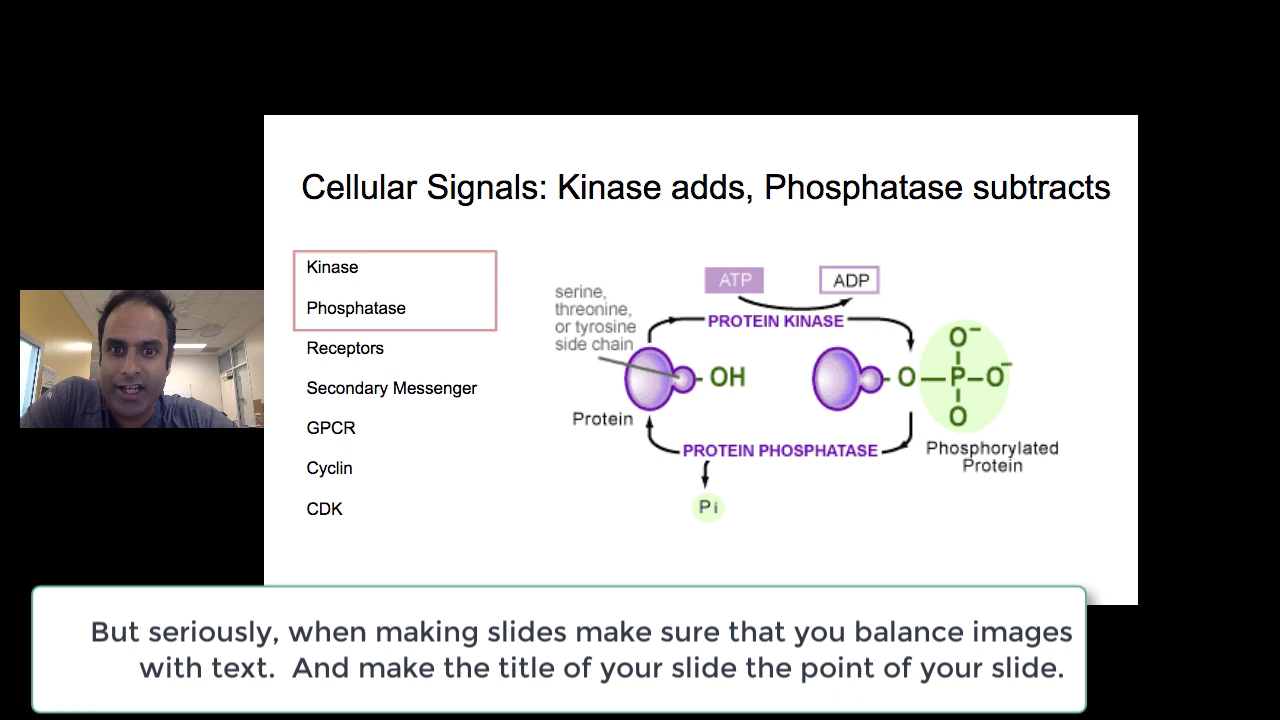 Cellular Signals: Kinase adds, Phosphatase subtracts
Kinase
Phosphatase
Receptors
Secondary Messenger
GPCR
Cyclin
CDK
serine,
threonine,
or tyrosine
side chain
ATP
ADP
PROTEIN KINASE
OH
Protein
O
P
O⁻
O⁻
O
PROTEIN PHOSPHATASE
Phosphorylated
Protein
Pi
But seriously, when making slides make sure that you balance images
with text. And make the title of your slide the point of your slide.